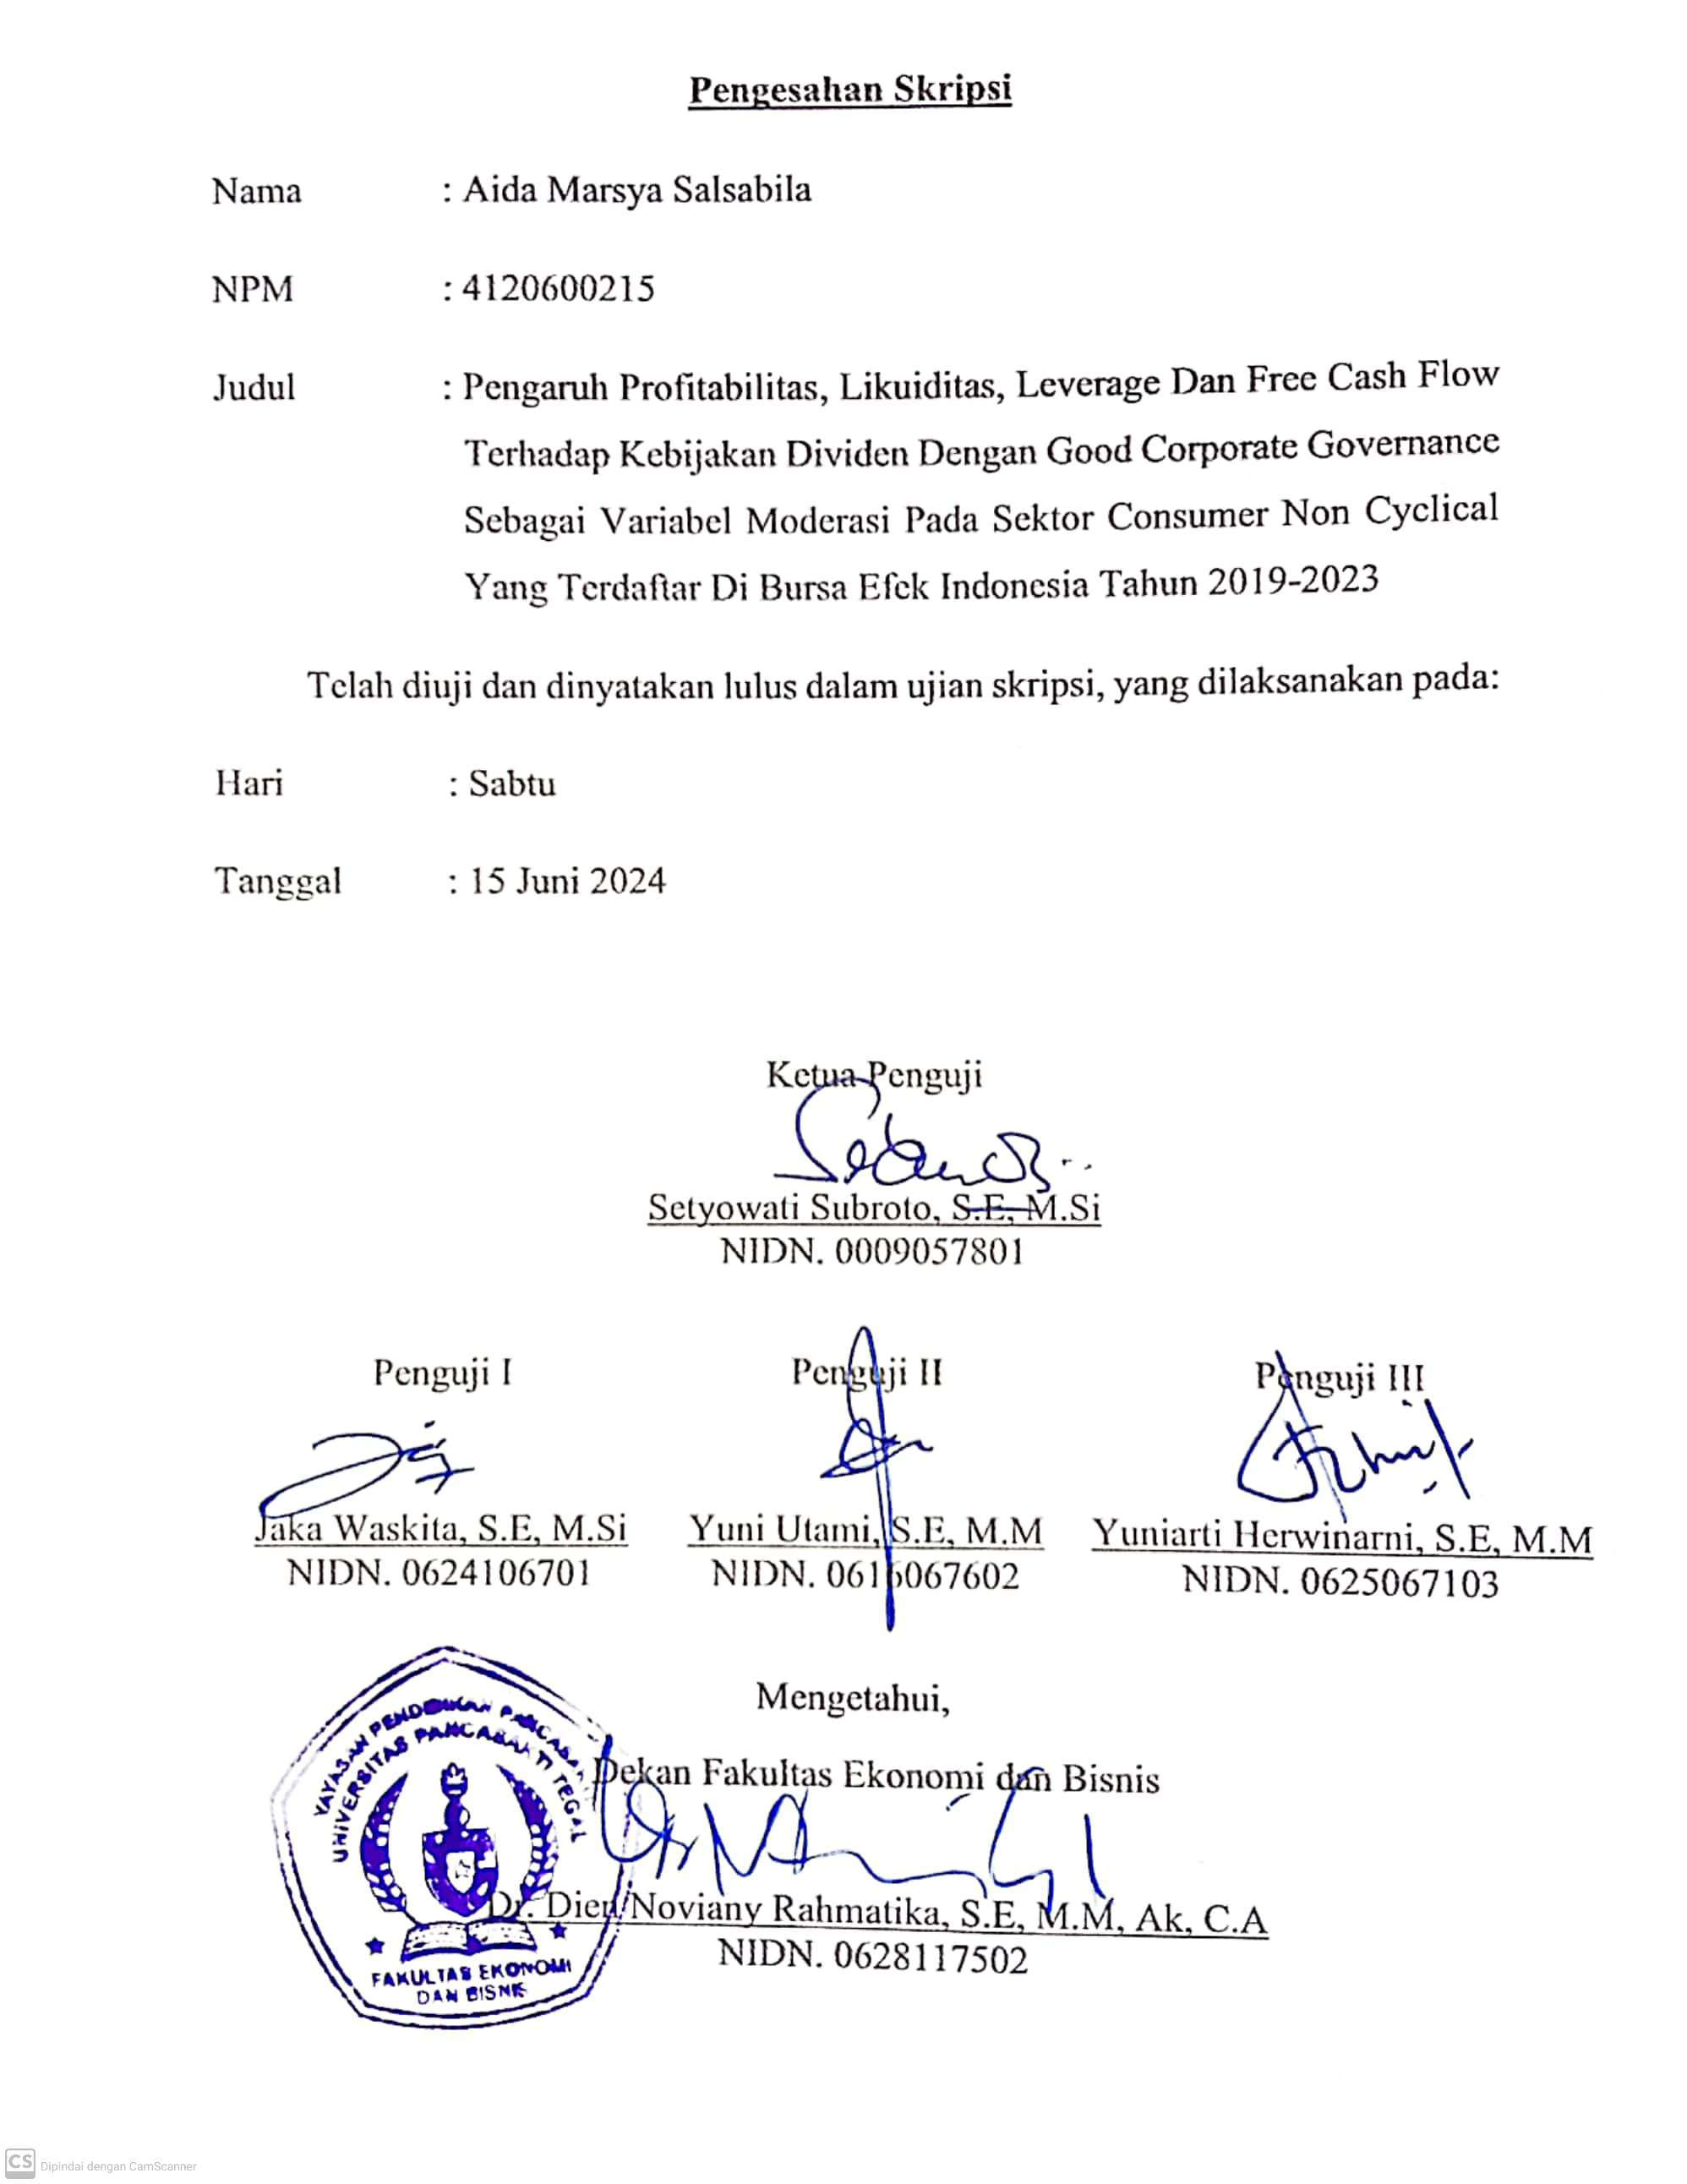 Pengesahan Skripsi
Nama : Aida Marsya Salsabila
NPM : 4120600215
Judul : Pengaruh Profitabilitas, Likuiditas, Leverage Dan Free Cash Flow
Terhadap Kebijakan Dividen Dengan Good Corporate Governance
Sebagai Variabel Moderasi Pada Sektor Consumer Non Cyclical
Yang Terdaftar Di Bursa Efek Indonesia Tahun 2019-2023
Telah diuji dan dinyatakan lulus dalam ujian skripsi, yang dilaksanakan pada:
Hari : Sabtu
Tanggal : 15 Juni 2024
Ketua Penguji
Setyowati Subroto, S.E, M.Si
NIDN. 0009057801
Penguji I Penguji II Penguji III
Jaka Waskita, S.E, M.Si Yuni Utami, S.E, M.M Yuniarti Herwinarni, S.E, M.M
NIDN. 0624106701 NIDN. 0616067602 NIDN. 0625067103
Mengetahui,
Dekan Fakultas Ekonomi dan Bisnis
Dr. Dien Noviany Rahmatika, S.E, M.M, Ak, C.A
NIDN. 0628117502
YAYASAN PENDIDIKAN
UNIVERSITAS PANCASAKTI TEGAL
FAKULTAS EKONOMI
DAN BISNIS
CS Dipindai dengan CamScanner